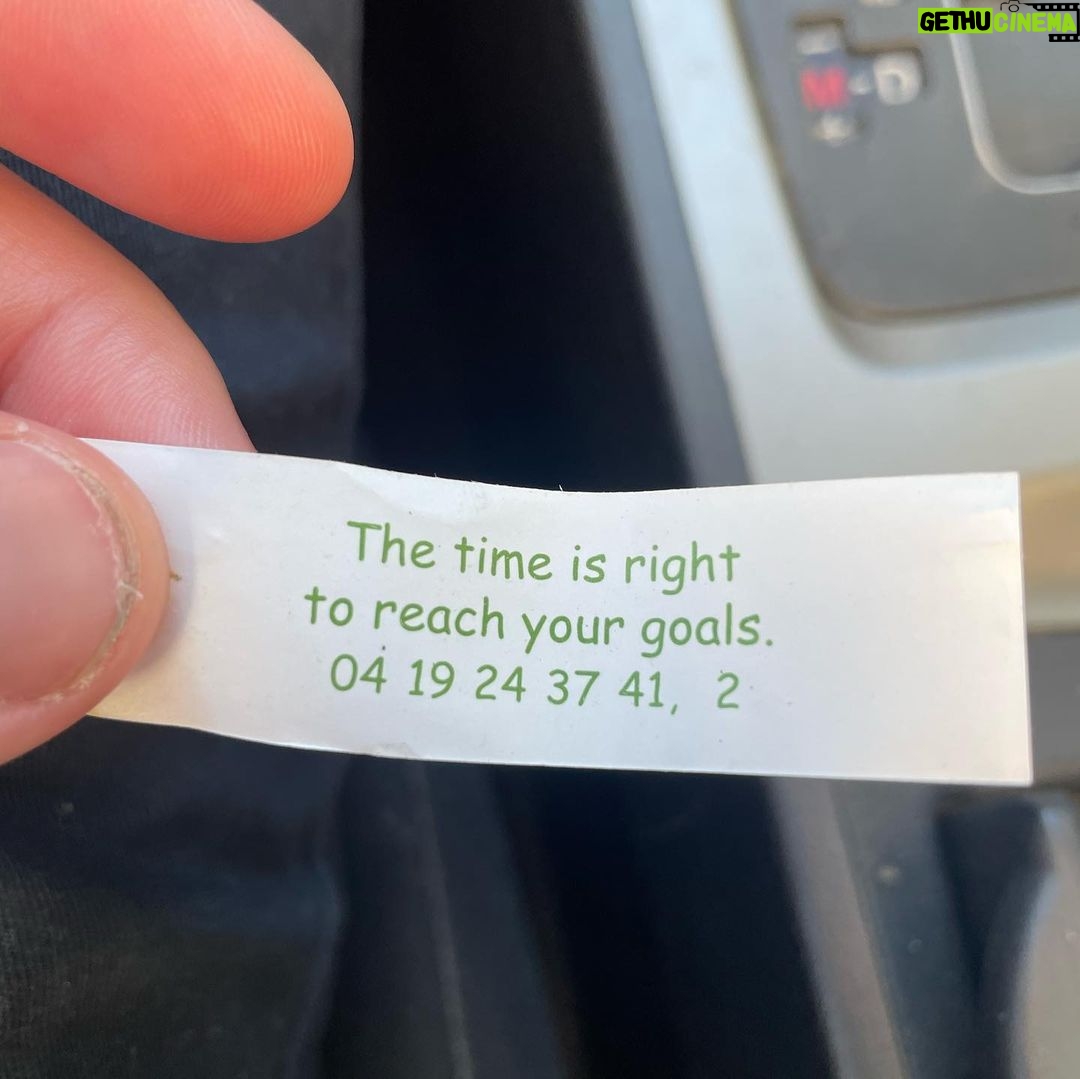 GETHU CINEMA
M D
The time is right
to reach your goals.
04 19 24 37 41, 2